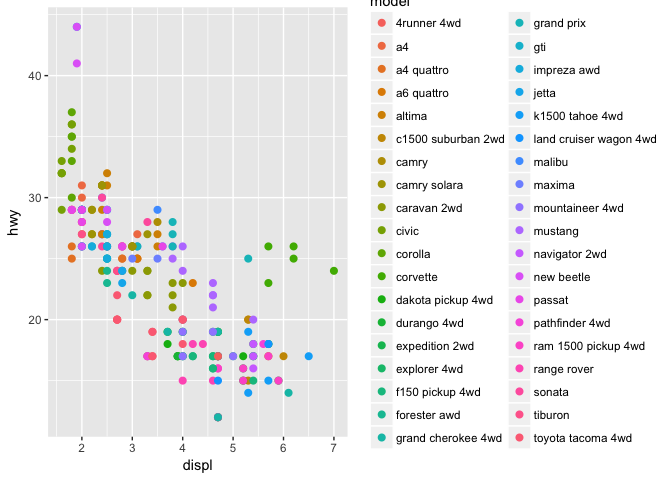 model
40
30
20
hwy
2
3
4
5
6
7
displ
4runner 4wd
a4
a4 quattro
a6 quattro
altima
c1500 suburban 2wd
camry
camry solara
caravan 2wd
civic
corolla
corvette
dakota pickup 4wd
durango 4wd
expedition 2wd
explorer 4wd
f150 pickup 4wd
forester awd
grand cherokee 4wd
grand prix
gti
impreza awd
jetta
k1500 tahoe 4wd
land cruiser wagon 4wd
malibu
maxima
mountaineer 4wd
mustang
navigator 2wd
new beetle
passat
pathfinder 4wd
ram 1500 pickup 4wd
range rover
sonata
tiburon
toyota tacoma 4wd